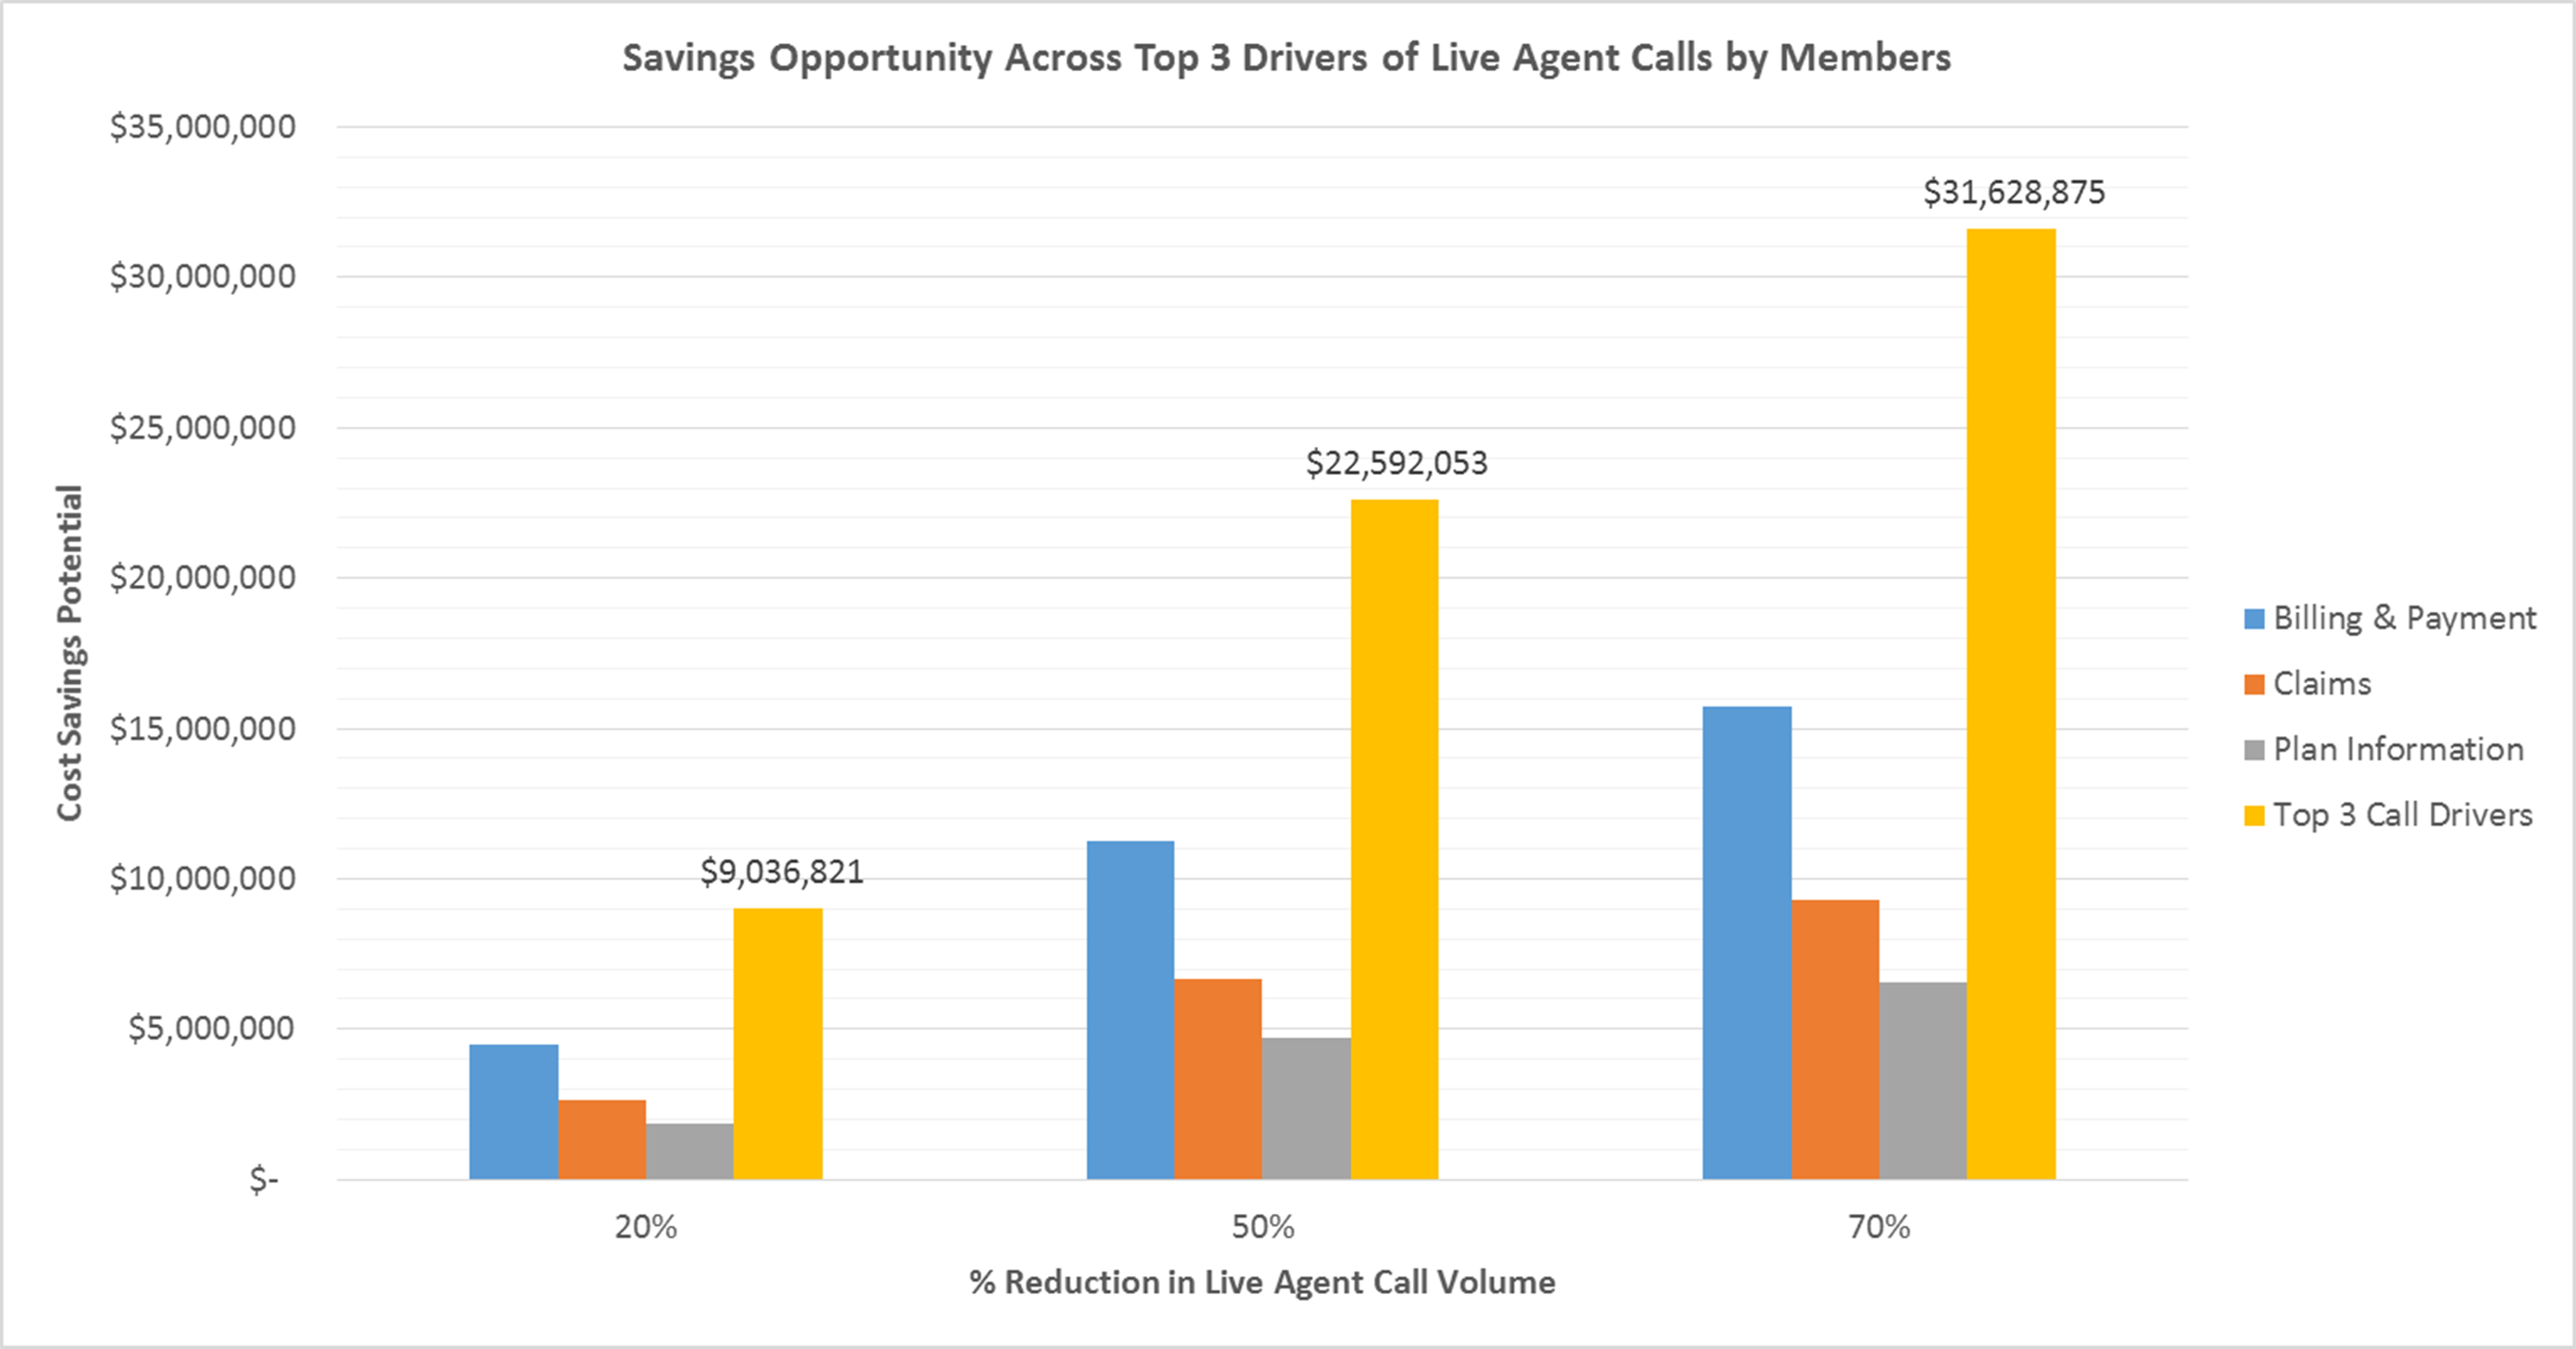 Savings Opportunity Across Top 3 Drivers of Live Agent Calls by Members
$35,000,000
$30,000,000
$25,000,000
$20,000,000
$15,000,000
$10,000,000
$5,000,000
$-
Cost Savings Potential
$9,036,821
$22,592,053
$31,628,875
20%
50%
70%
% Reduction in Live Agent Call Volume
Billing & Payment
Claims
Plan Information
Top 3 Call Drivers